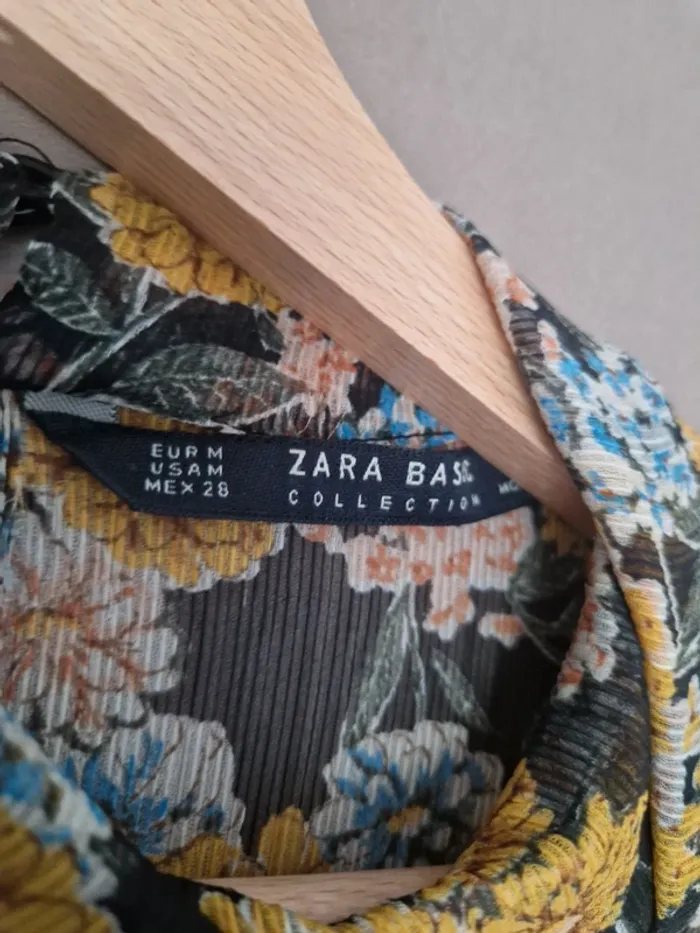 EUR M
USA M
MEX 28
ZARA BASIC
COLLECTION